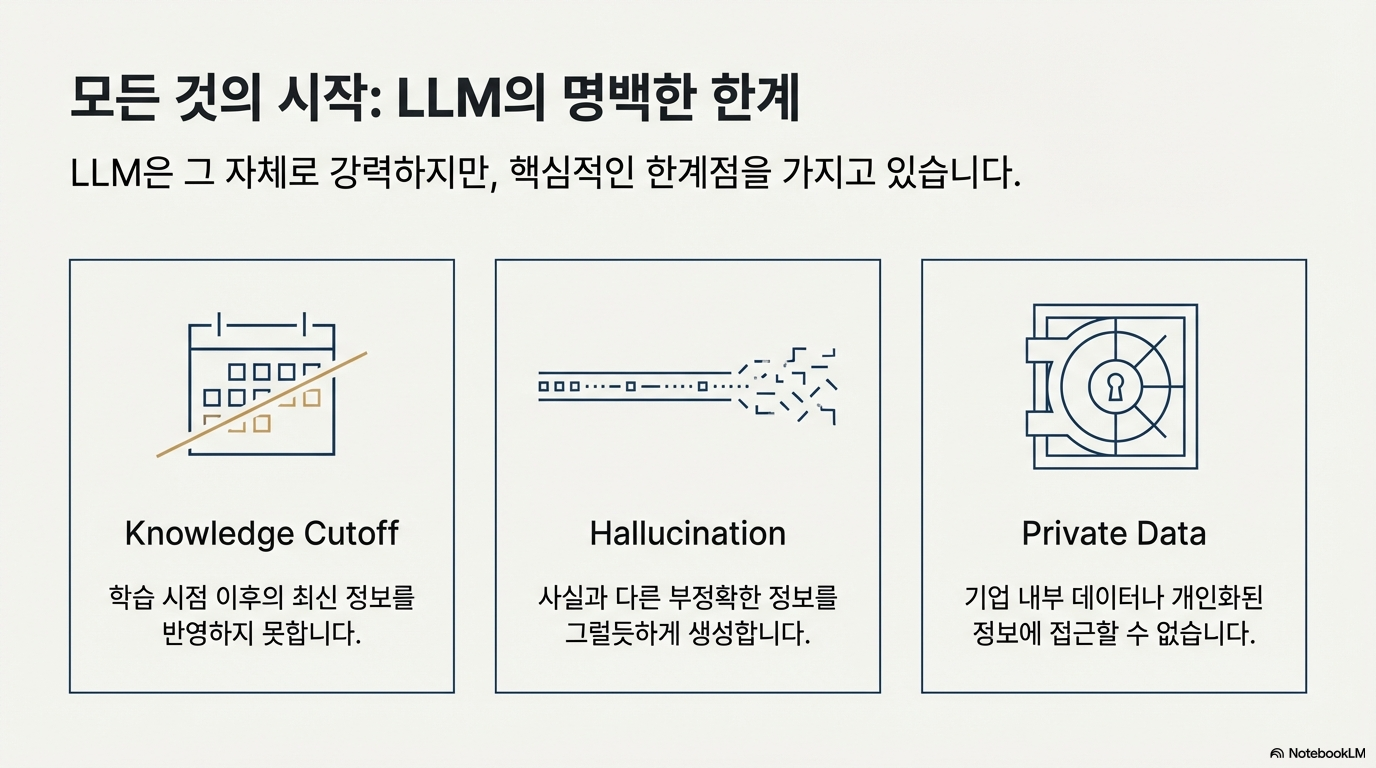 모든 것의 시작: LLM의 명백한 한계
LLM은 그 자체로 강력하지만, 핵심적인 한계점을 가지고 있습니다.
Knowledge Cutoff
학습 시점 이후의 최신 정보를
반영하지 못합니다.
Hallucination
사실과 다른 부정확한 정보를
그럴듯하게 생성합니다.
Private Data
기업 내부 데이터나 개인화된
정보에 접근할 수 없습니다.
NotebookLM